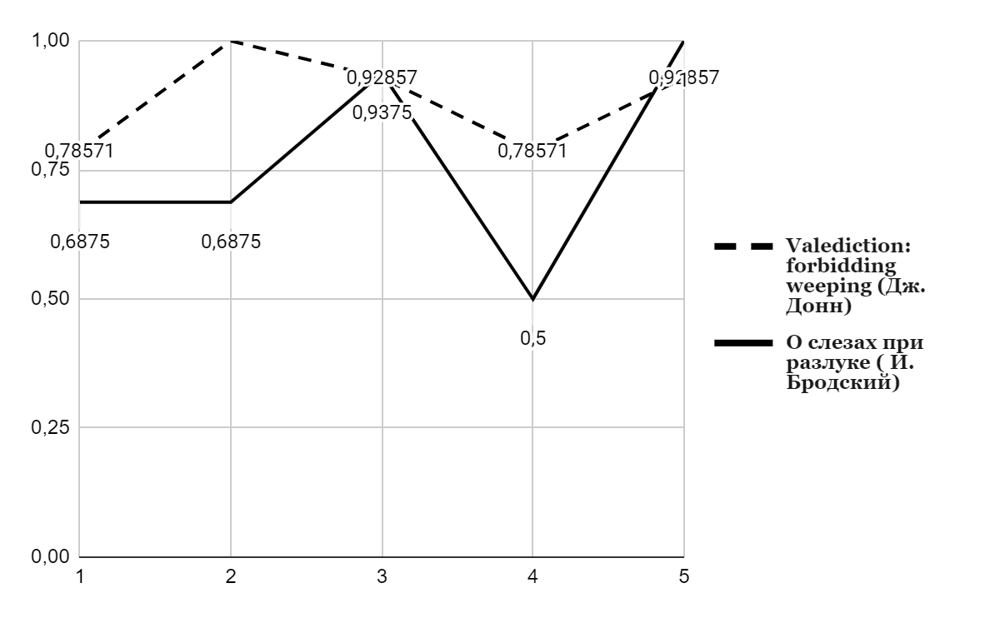 1,00
0,92857
0,92857
0,9375
0,78571
0,78571
0,75
0,6875
0,6875
Valediction:
forbidding
weeping (Дж.
Донн)
0,50
0,5
О слезах при
разлуке ( И.
Бродский)
0,25
0,00
1 2 3 4 5